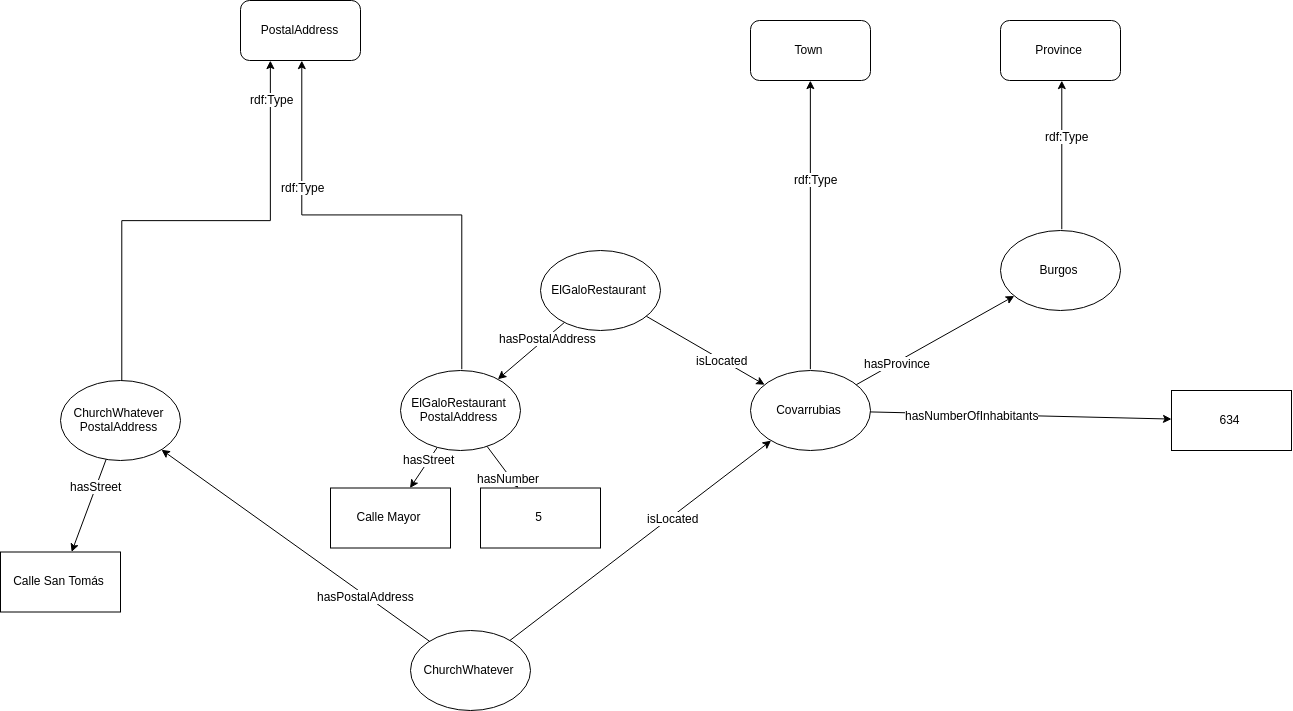 PostalAddress
Town
Province
rdf:Type
rdf:Type
rdf:Type
rdf:Type
Burgos
ElGaloRestaurant
hasPostalAddress
isLocated
hasProvince
ChurchWhatever
PostalAddress
ElGaloRestaurant
PostalAddress
Covarrubias
hasNumberOfInhabitants
634
hasStreet
hasStreet
hasNumber
Calle Mayor
5
isLocated
Calle San Tomás
hasPostalAddress
ChurchWhatever